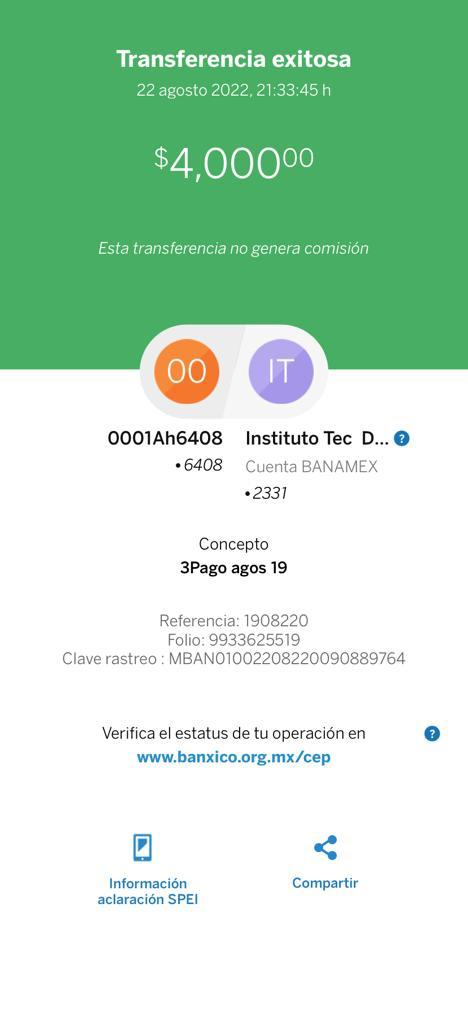 Transferencia exitosa
22 agosto 2022, 21:33:45 h
$4,000⁰⁰
Esta transferencia no genera comisión
00 IT
0001Ah6408 Instituto Tec D... ?
•6408 Cuenta BANAMEX
•2331
Concepto
3Pago agos 19
Referencia: 1908220
Folio: 9933625519
Clave rastreo : MBAN01002208220090889764
Verifica el estatus de tu operación en ?
www.banxico.org.mx/cep
Información Compartir
aclaración SPEI